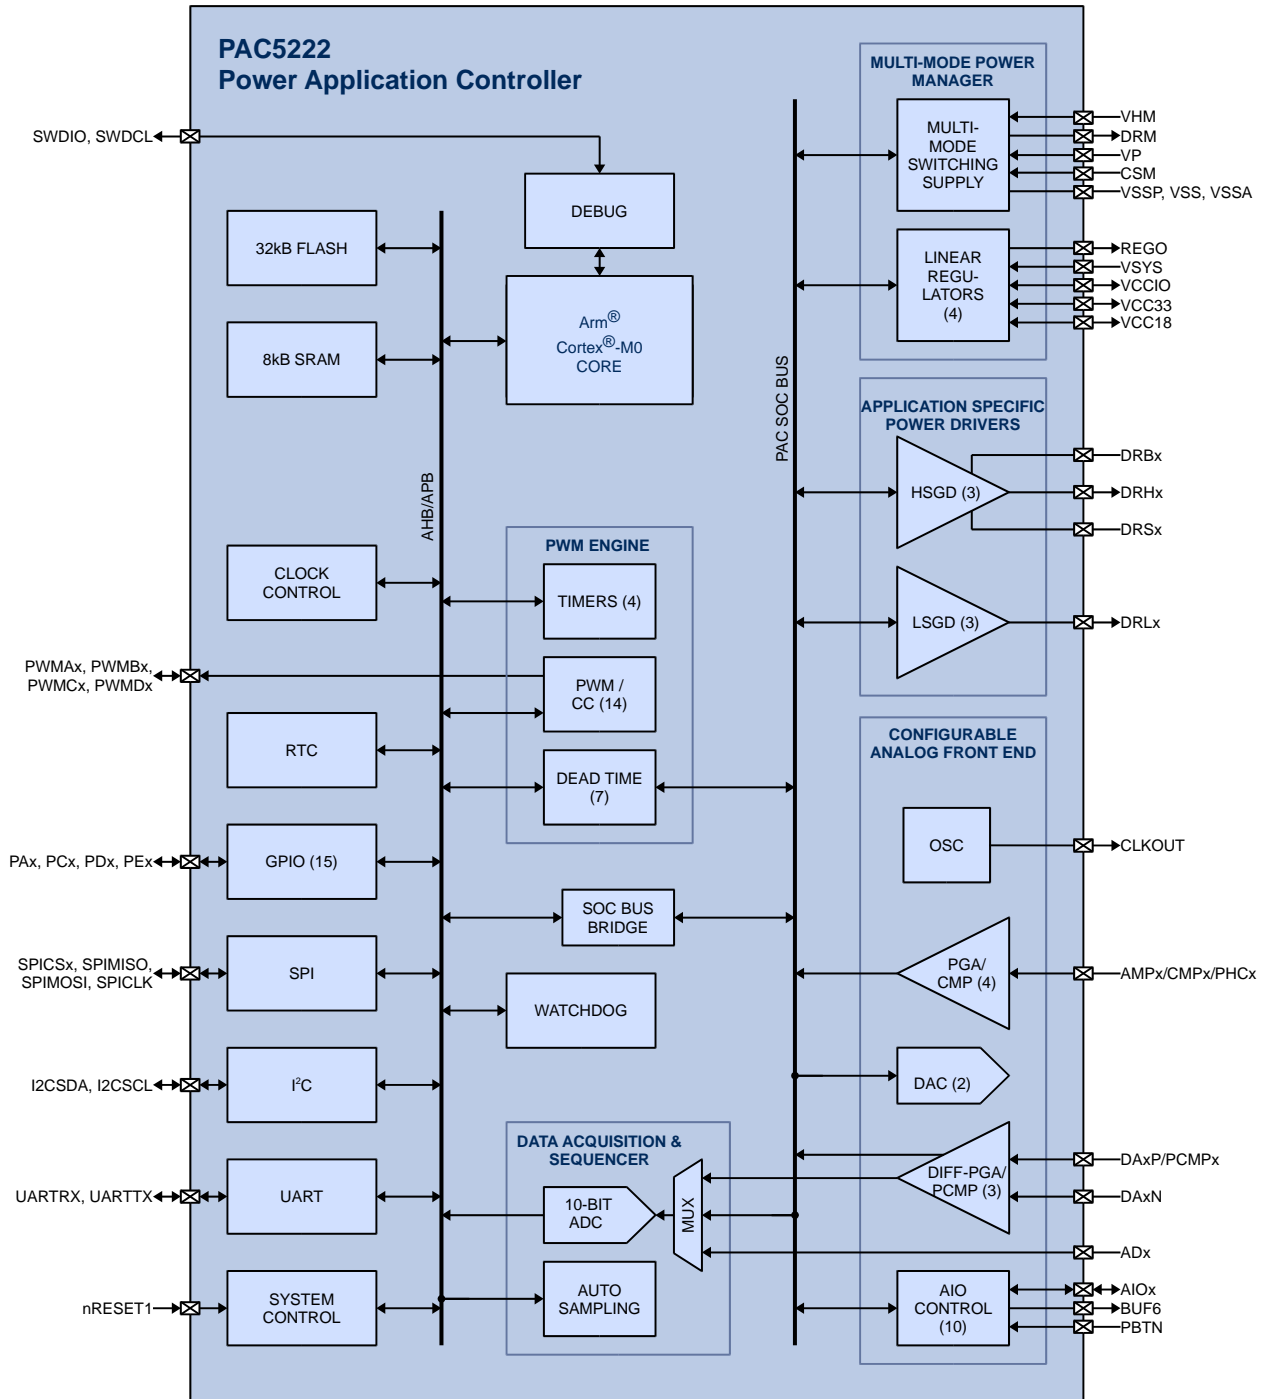 PAC5222
Power Application Controller
SWDIO, SWDCL
DEBUG
32kB FLASH
Arm®
Cortex®-M0
CORE
8kB SRAM
AHB/APB
PAC SOC BUS
CLOCK
CONTROL
PWM ENGINE
TIMERS (4)
PWMAx, PWMBx,
PWMCx, PWMDx
PWM /
CC (14)
RTC
DEAD TIME
(7)
PAx, PCx, PDx, PEx
GPIO (15)
SOC BUS
BRIDGE
SPICSx, SPIMISO,
SPIMOSI, SPICLK
SPI
WATCHDOG
I2CSDA, I2CSCL
I²C
DATA ACQUISITION &
SEQUENCER
UARTRX, UARTTX
UART
10-BIT
ADC
MUX
nRESET1
SYSTEM
CONTROL
AUTO
SAMPLING
MULTI-MODE POWER
MANAGER
MULTI-
MODE
SWITCHING
SUPPLY
VHM
DRM
VP
CSM
VSSP, VSS, VSSA
LINEAR
REGU-
LATORS
(4)
REGO
VSYS
VCCIO
VCC33
VCC18
APPLICATION SPECIFIC
POWER DRIVERS
HSGD (3)
DRBx
DRHx
DRSx
LSGD (3)
DRLx
CONFIGURABLE
ANALOG FRONT END
OSC
CLKOUT
PGA/
CMP (4)
AMPx/CMPx/PHCx
DAC (2)
DIFF-PGA/
PCMP (3)
DAxP/PCMPx
DAxN
ADx
AIO
CONTROL
(10)
AIOx
BUF6
PBTN